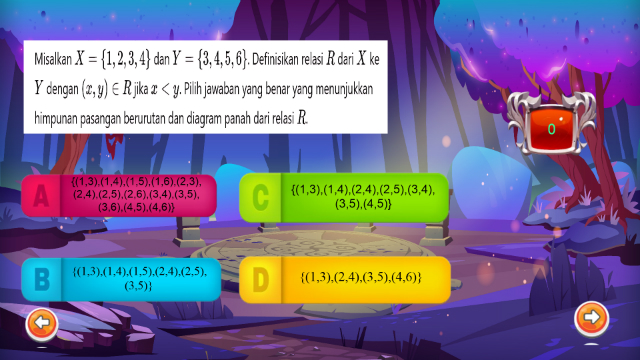 Misalkan X = {1, 2, 3, 4} dan Y = {3, 4, 5, 6}. Definisikan relasi R dari X ke
Y dengan (x, y) ∈ R jika x < y. Pilih jawaban yang benar yang menunjukkan
himpunan pasangan berurutan dan diagram panah dari relasi R.
0
A
{(1,3),(1,4),(1,5),(1,6),(2,3),
(2,4),(2,5),(2,6),(3,4),(3,5),
(3,6),(4,5),(4,6)}
C
{(1,3),(1,4),(2,4),(2,5),(3,4),
(3,5),(4,5)}
B
{(1,3),(1,4),(1,5),(2,4),(2,5),
(3,5)}
D
{(1,3),(2,4),(3,5),(4,6)}